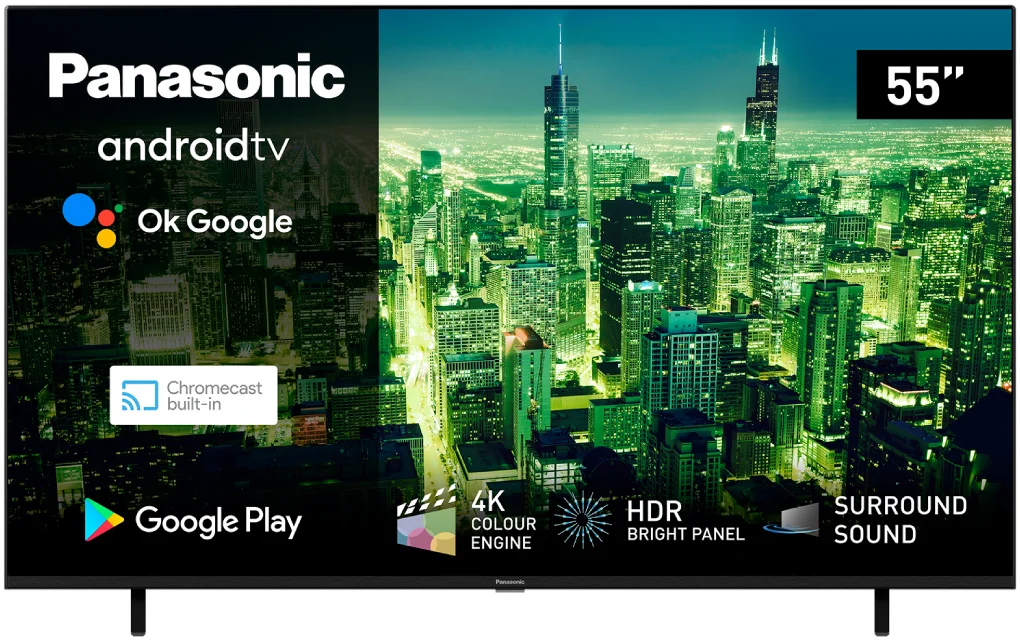 Panasonic
androidtv
Ok Google
Chromecast
built-in
Google Play
55”
4K
COLOUR
ENGINE
HDR
BRIGHT PANEL
SURROUND
SOUND
Panasonic